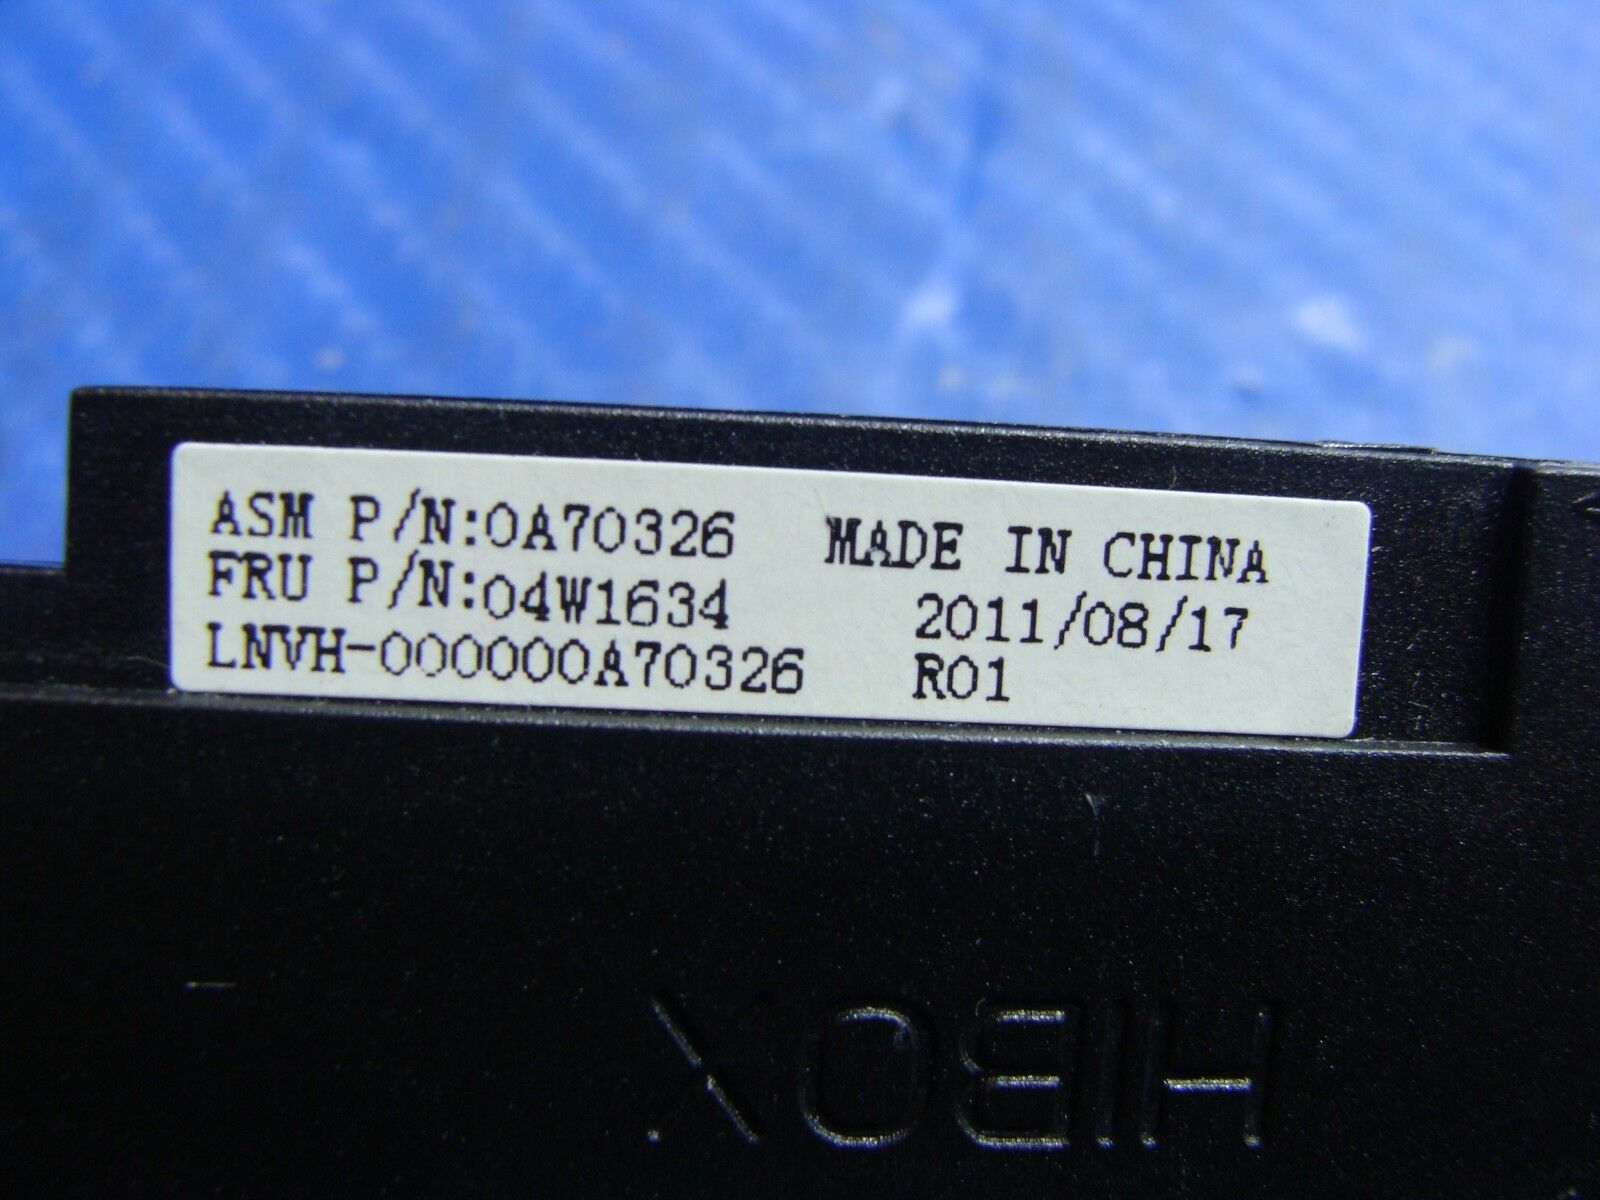 ASM P/N:0A70326 MADE IN CHINA
FRU P/N:04W1634 2011/08/17
LNVH-000000A70326 R01
HIBOX